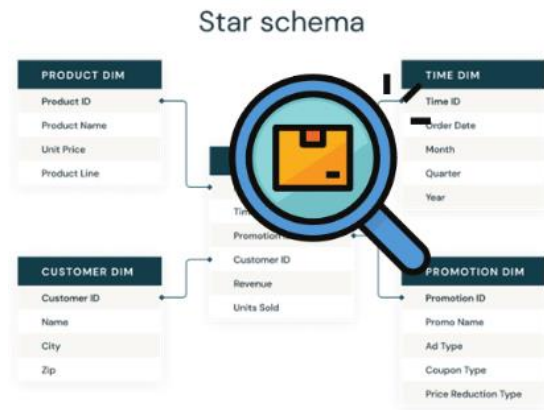 Star schema
PRODUCT DIM
Product ID
Product Name
Unit Price
Product Line
TIME DIM
Time ID
Order Date
Month
Quarter
Year
Promotion
Customer ID
Revenue
Units Sold
CUSTOMER DIM
Customer ID
Name
City
Zip
PROMOTION DIM
Promotion ID
Promo Name
Ad Type
Coupon Type
Price Reduction Type